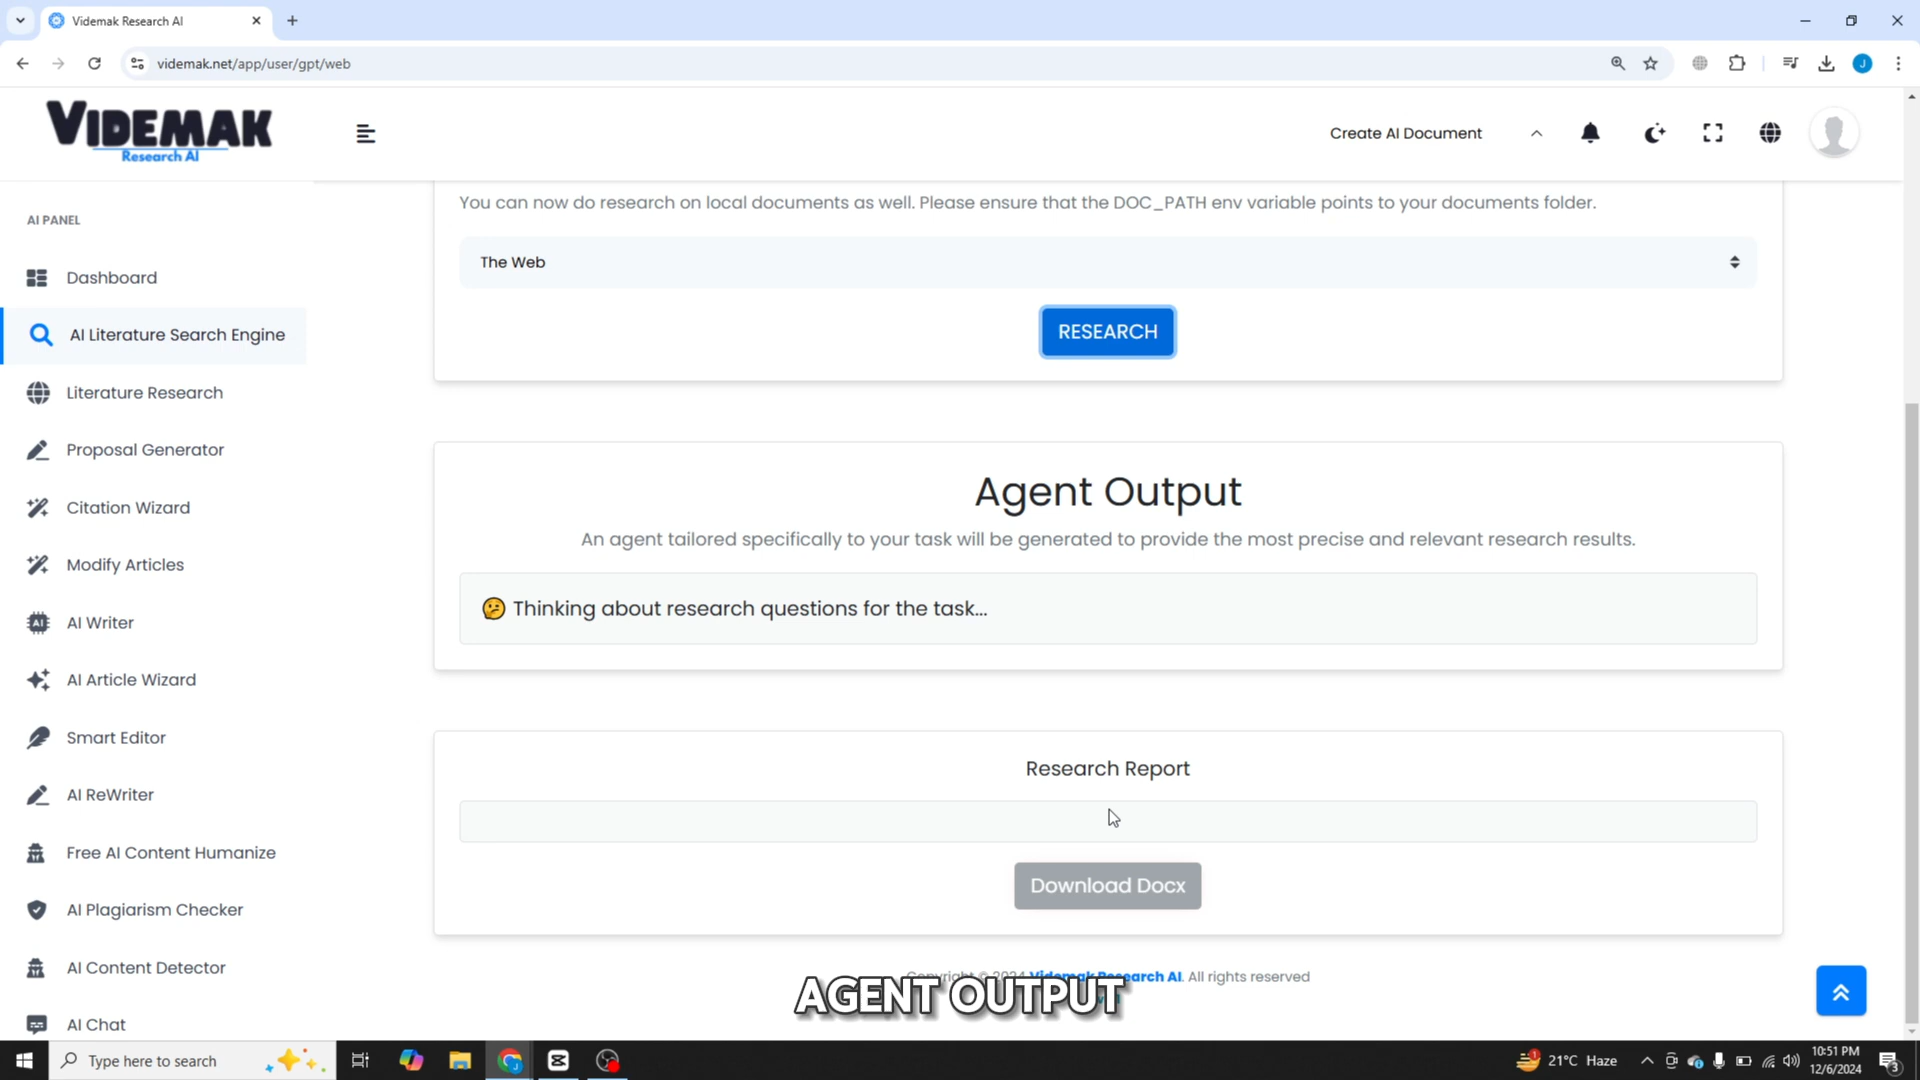 Videmak Research AI
videmak.net/app/user/gpt/web
J
VIDEMAK
Research AI
Create AI Document
AI PANEL
Dashboard
AI Literature Search Engine
Literature Research
Proposal Generator
Citation Wizard
Modify Articles
AI Writer
AI Article Wizard
Smart Editor
AI ReWriter
Free AI Content Humanize
AI Plagiarism Checker
AI Content Detector
AI Chat
You can now do research on local documents as well. Please ensure that the DOC_PATH env variable points to your documents folder.
The Web
RESEARCH
Agent Output
An agent tailored specifically to your task will be generated to provide the most precise and relevant research results.
🤔 Thinking about research questions for the task...
Research Report
Download Docx
Copyright © 2024 Videmak Research AI. All rights reserved
AGENT OUTPUT
Type here to search
21°C Haze
10:51 PM
12/6/2024
3